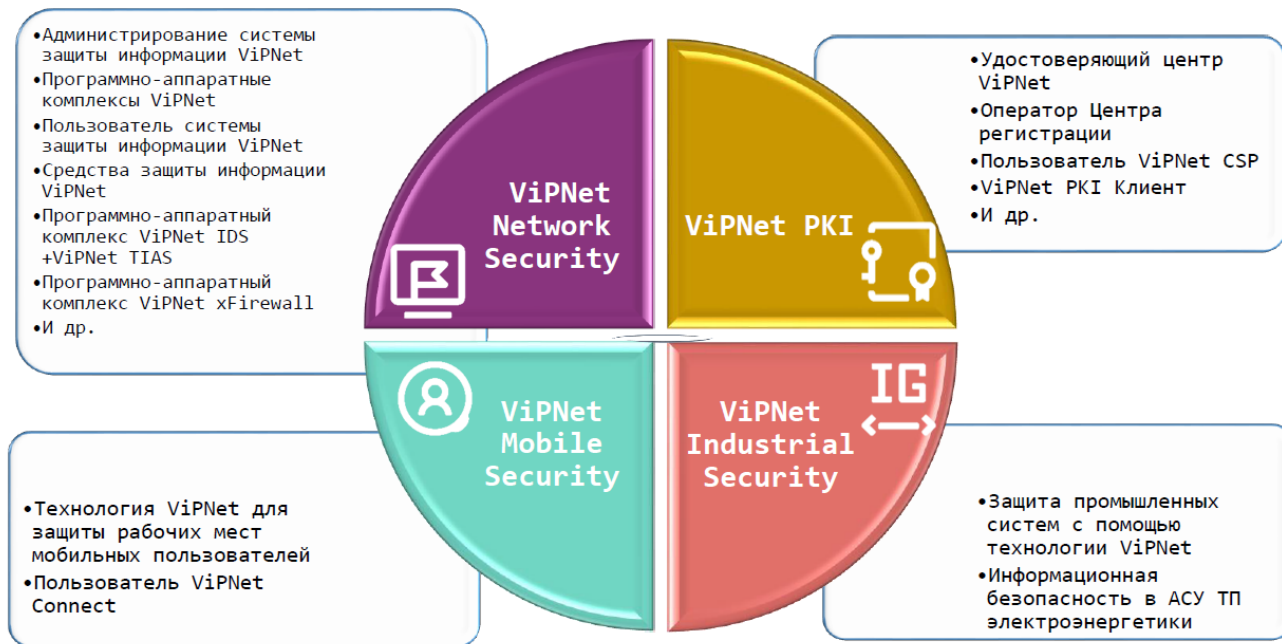 •Администрирование системы
защиты информации ViPNet
•Программно-аппаратные
комплексы ViPNet
•Пользователь системы
защиты информации ViPNet
•Средства защиты информации
ViPNet
•Программно-аппаратный
комплекс ViPNet IDS
+ViPNet TIAS
•Программно-аппаратный
комплекс ViPNet xFirewall
•И др.
ViPNet
Network
Security
ViPNet PKI
•Удостоверяющий центр
ViPNet
•Оператор Центра
регистрации
•Пользователь ViPNet CSP
•ViPNet PKI Клиент
•И др.
•Технология ViPNet для
защиты рабочих мест
мобильных пользователей
•Пользователь ViPNet
Connect
ViPNet
Mobile
Security
IG
ViPNet
Industrial
Security
•Защита промышленных
систем с помощью
технологии ViPNet
•Информационная
безопасность в АСУ ТП
электроэнергетики